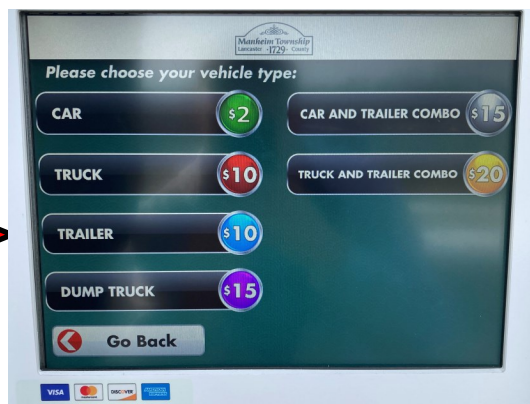 Manheim Township
Lancaster -1729- County
Please choose your vehicle type:
CAR $2
TRUCK $10
TRAILER $10
DUMP TRUCK $15
CAR AND TRAILER COMBO $15
TRUCK AND TRAILER COMBO $20
Go Back
VISA
DISCOVER